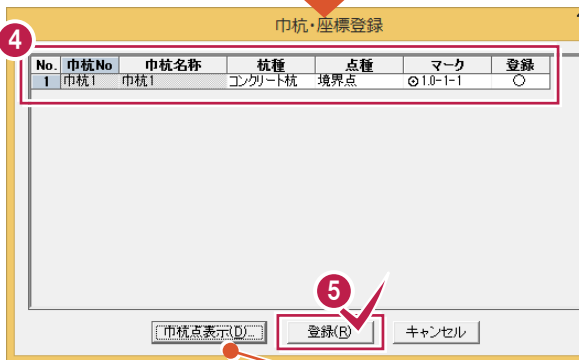 巾杭・座標登録
4
No. 巾杭No 巾杭名称 杭種 点種 マーク 登録
1 巾杭1 巾杭1 コンクリート杭 境界点 ⊙1.0-1-1 ○
5
巾杭点表示(D)... 登録(R) キャンセル